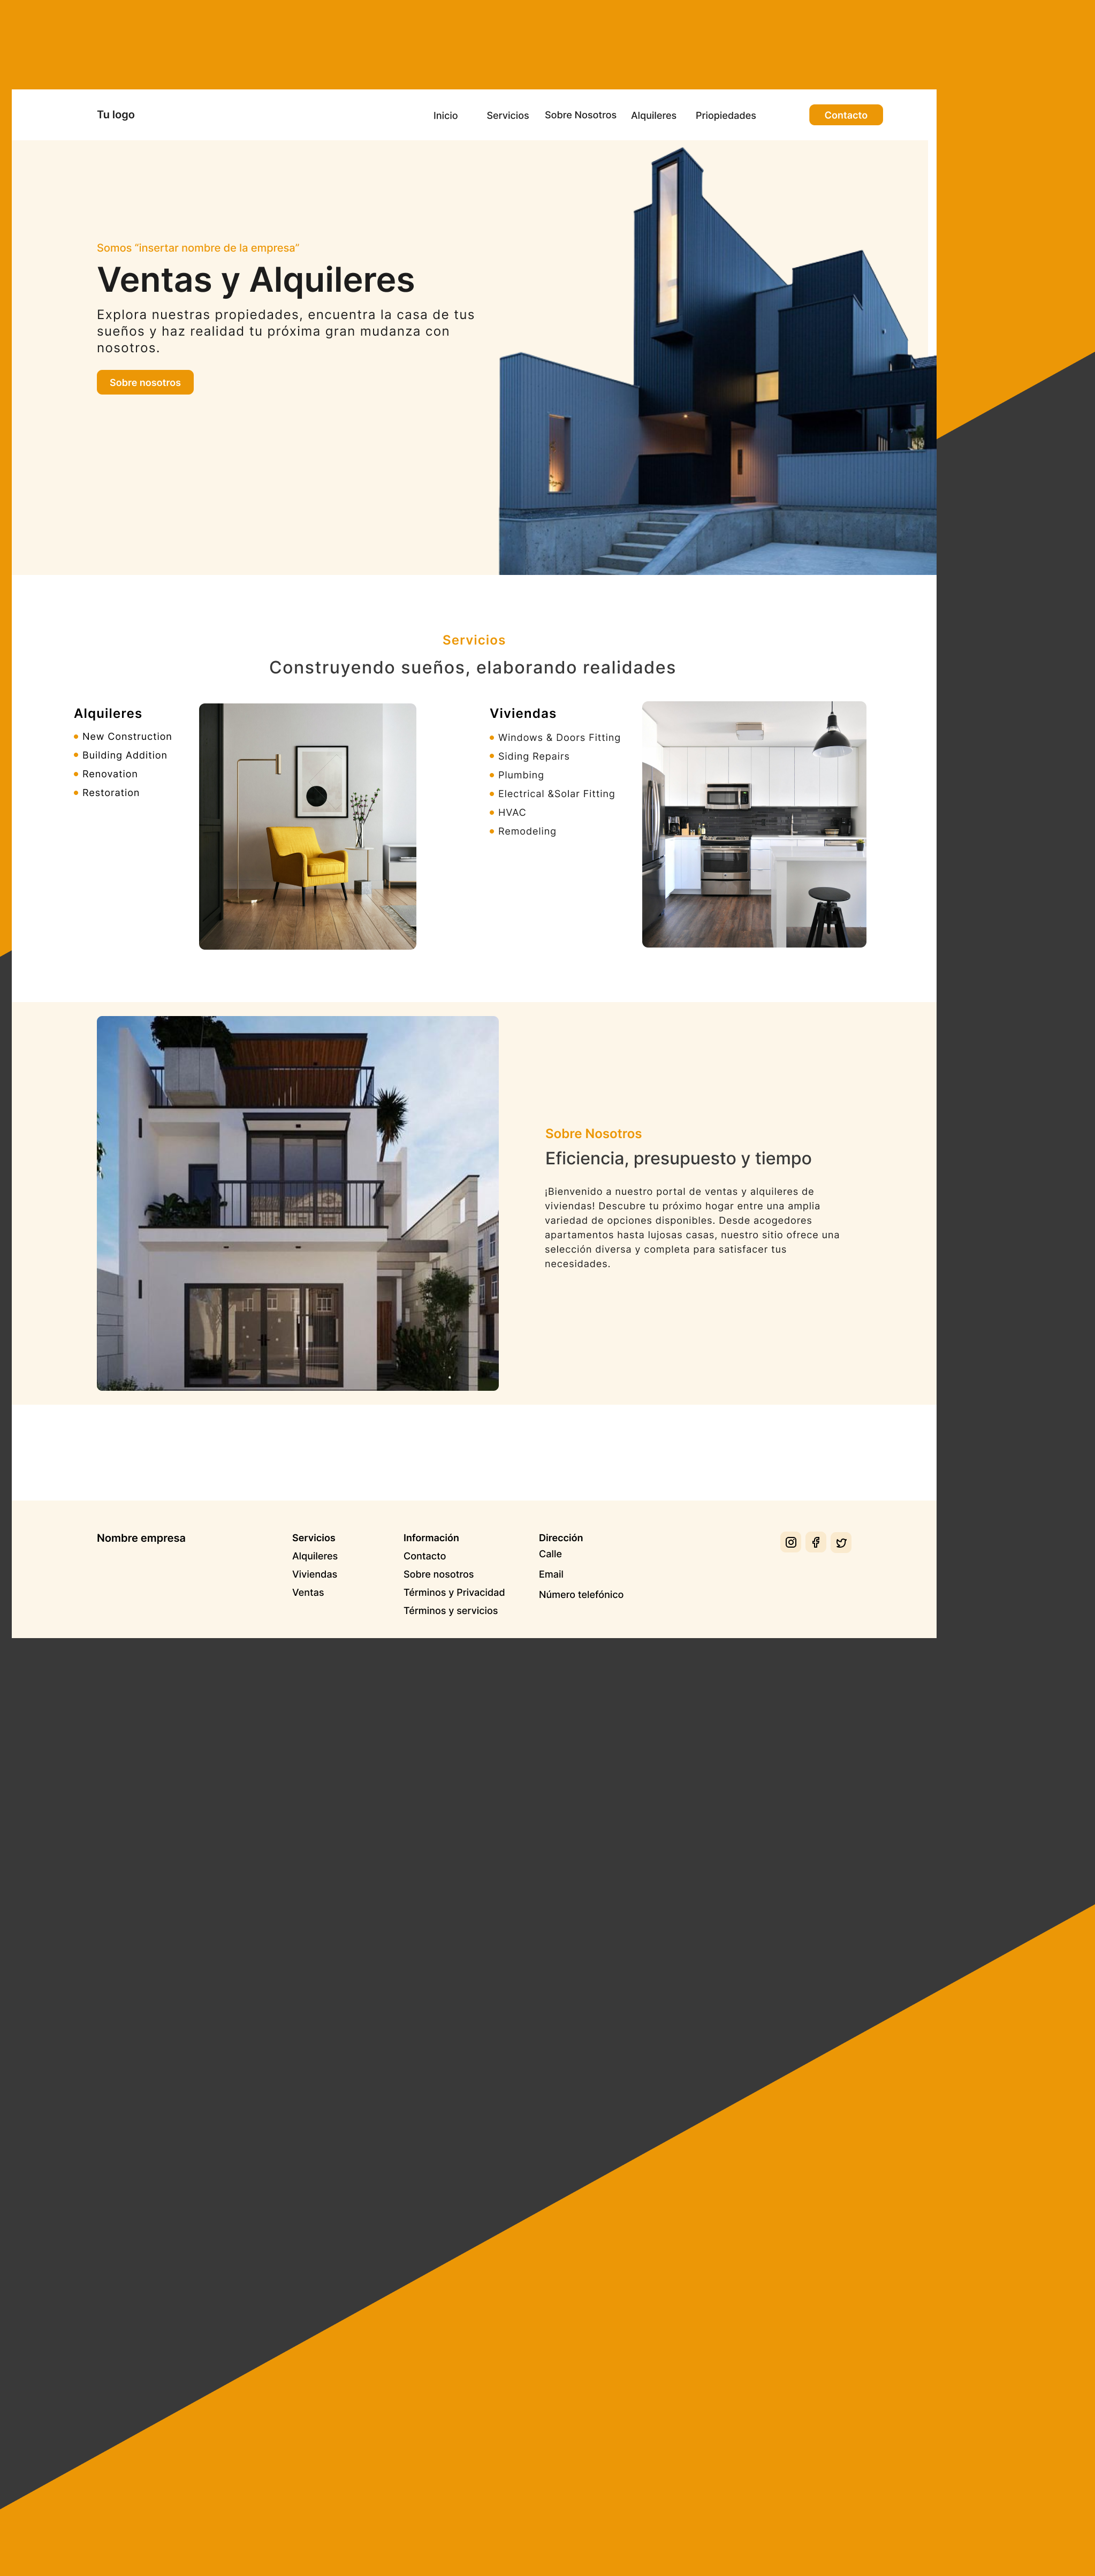 Tu logo
Inicio Servicios Sobre Nosotros Alquileres Priopiedades Contacto
Somos "insertar nombre de la empresa"
Ventas y Alquileres
Explora nuestras propiedades, encuentra la casa de tus
sueños y haz realidad tu próxima gran mudanza con
nosotros.
Sobre nosotros
Servicios
Construyendo sueños, elaborando realidades
Alquileres
New Construction
Building Addition
Renovation
Restoration
Viviendas
Windows & Doors Fitting
Siding Repairs
Plumbing
Electrical &Solar Fitting
HVAC
Remodeling
Sobre Nosotros
Eficiencia, presupuesto y tiempo
¡Bienvenido a nuestro portal de ventas y alquileres de
viviendas! Descubre tu próximo hogar entre una amplia
variedad de opciones disponibles. Desde acogedores
apartamentos hasta lujosas casas, nuestro sitio ofrece una
selección diversa y completa para satisfacer tus
necesidades.
Nombre empresa
Servicios
Alquileres
Viviendas
Ventas
Información
Contacto
Sobre nosotros
Términos y Privacidad
Términos y servicios
Dirección
Calle
Email
Número telefónico